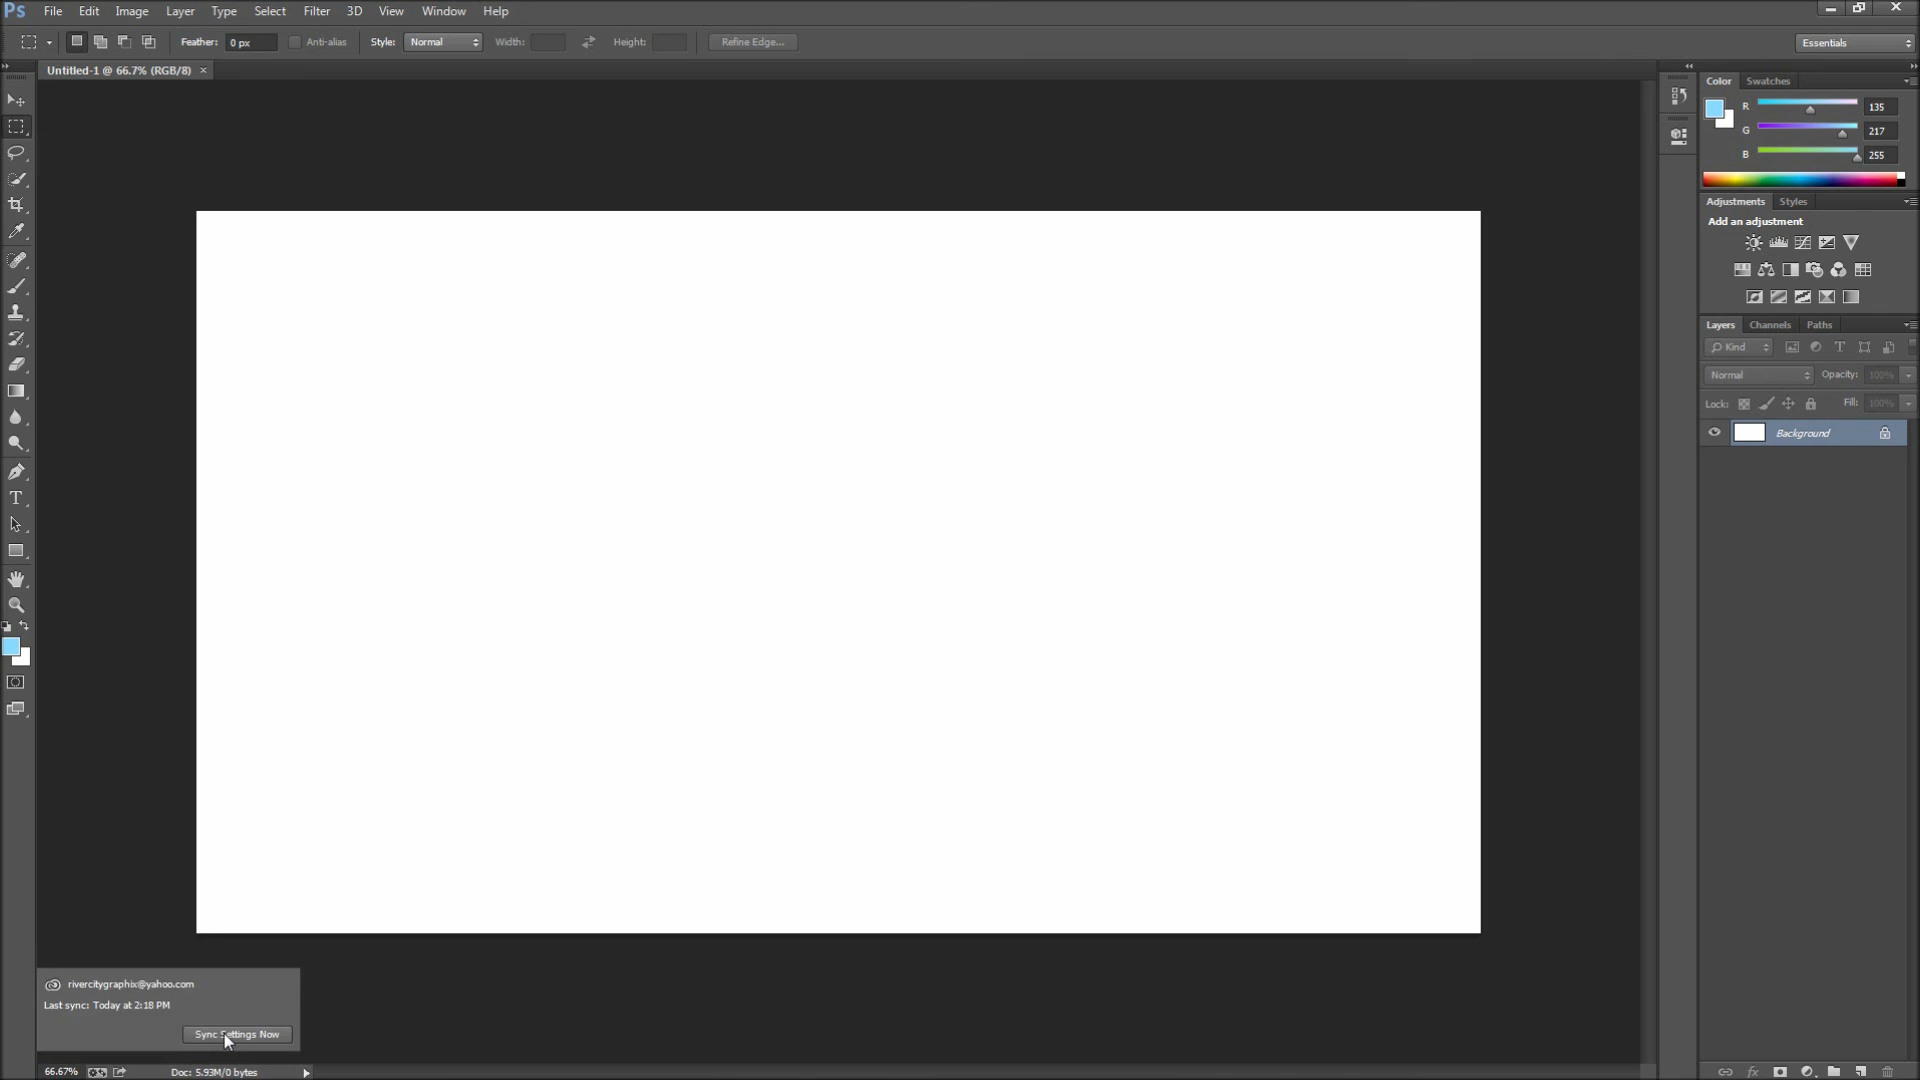 Ps File Edit Image Layer Type Select Filter 3D View Window Help
Feather: 0 px Anti-alias Style: Normal Width: Height: Refine Edge... Essentials
Untitled-1 @ 66.7% (RGB/8) ×
Color Swatches
R 135
G 217
B 255
Adjustments Styles
Add an adjustment
Layers Channels Paths
Kind
Normal Opacity: 100%
Lock: Fill: 100%
Background
rivercitygraphix@yahoo.com
Last sync: Today at 2:18 PM
Sync Settings Now
66.67% Doc: 5.93M/0 bytes